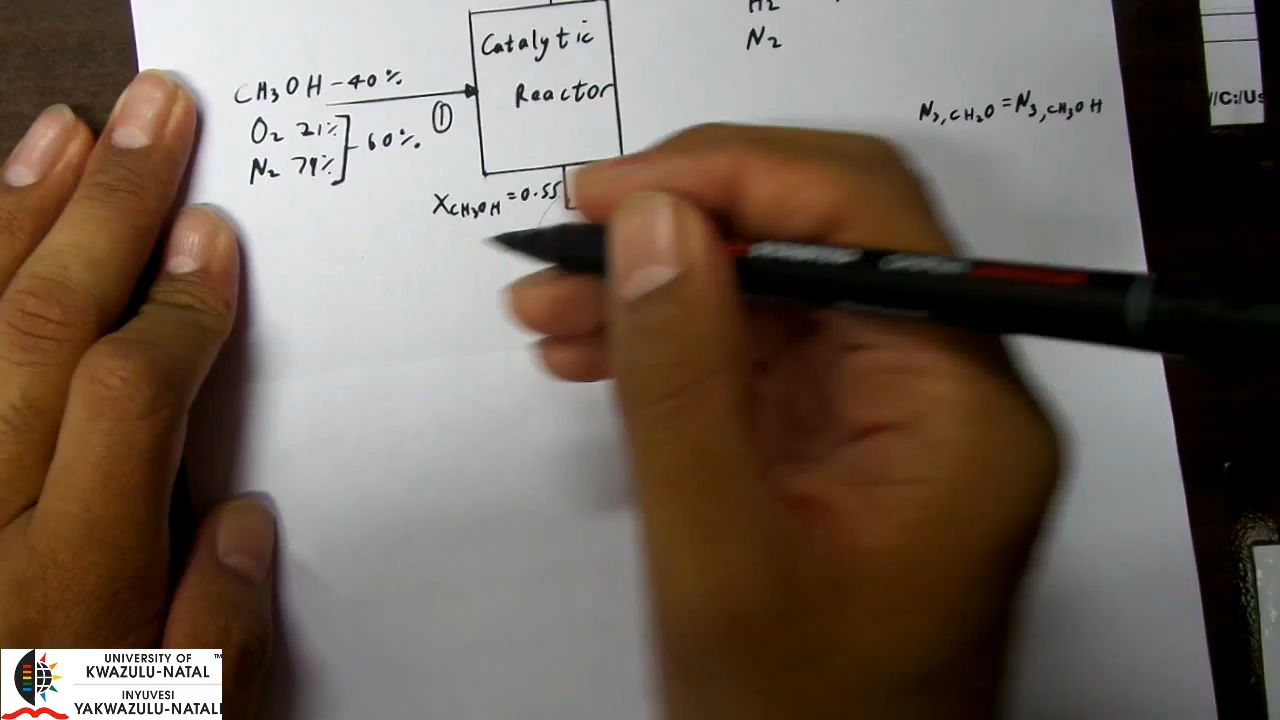 H2
N2
Catalytic
Reactor
CH3OH - 40%
O2 21%
N2 79%
60%
1
XCH3OH = 0.55
N3,CH2O = N3,CH3OH
//C:/Us
UNIVERSITY OF
KWAZULU-NATAL
TM
INYUVESI
YAKWAZULU-NATALI